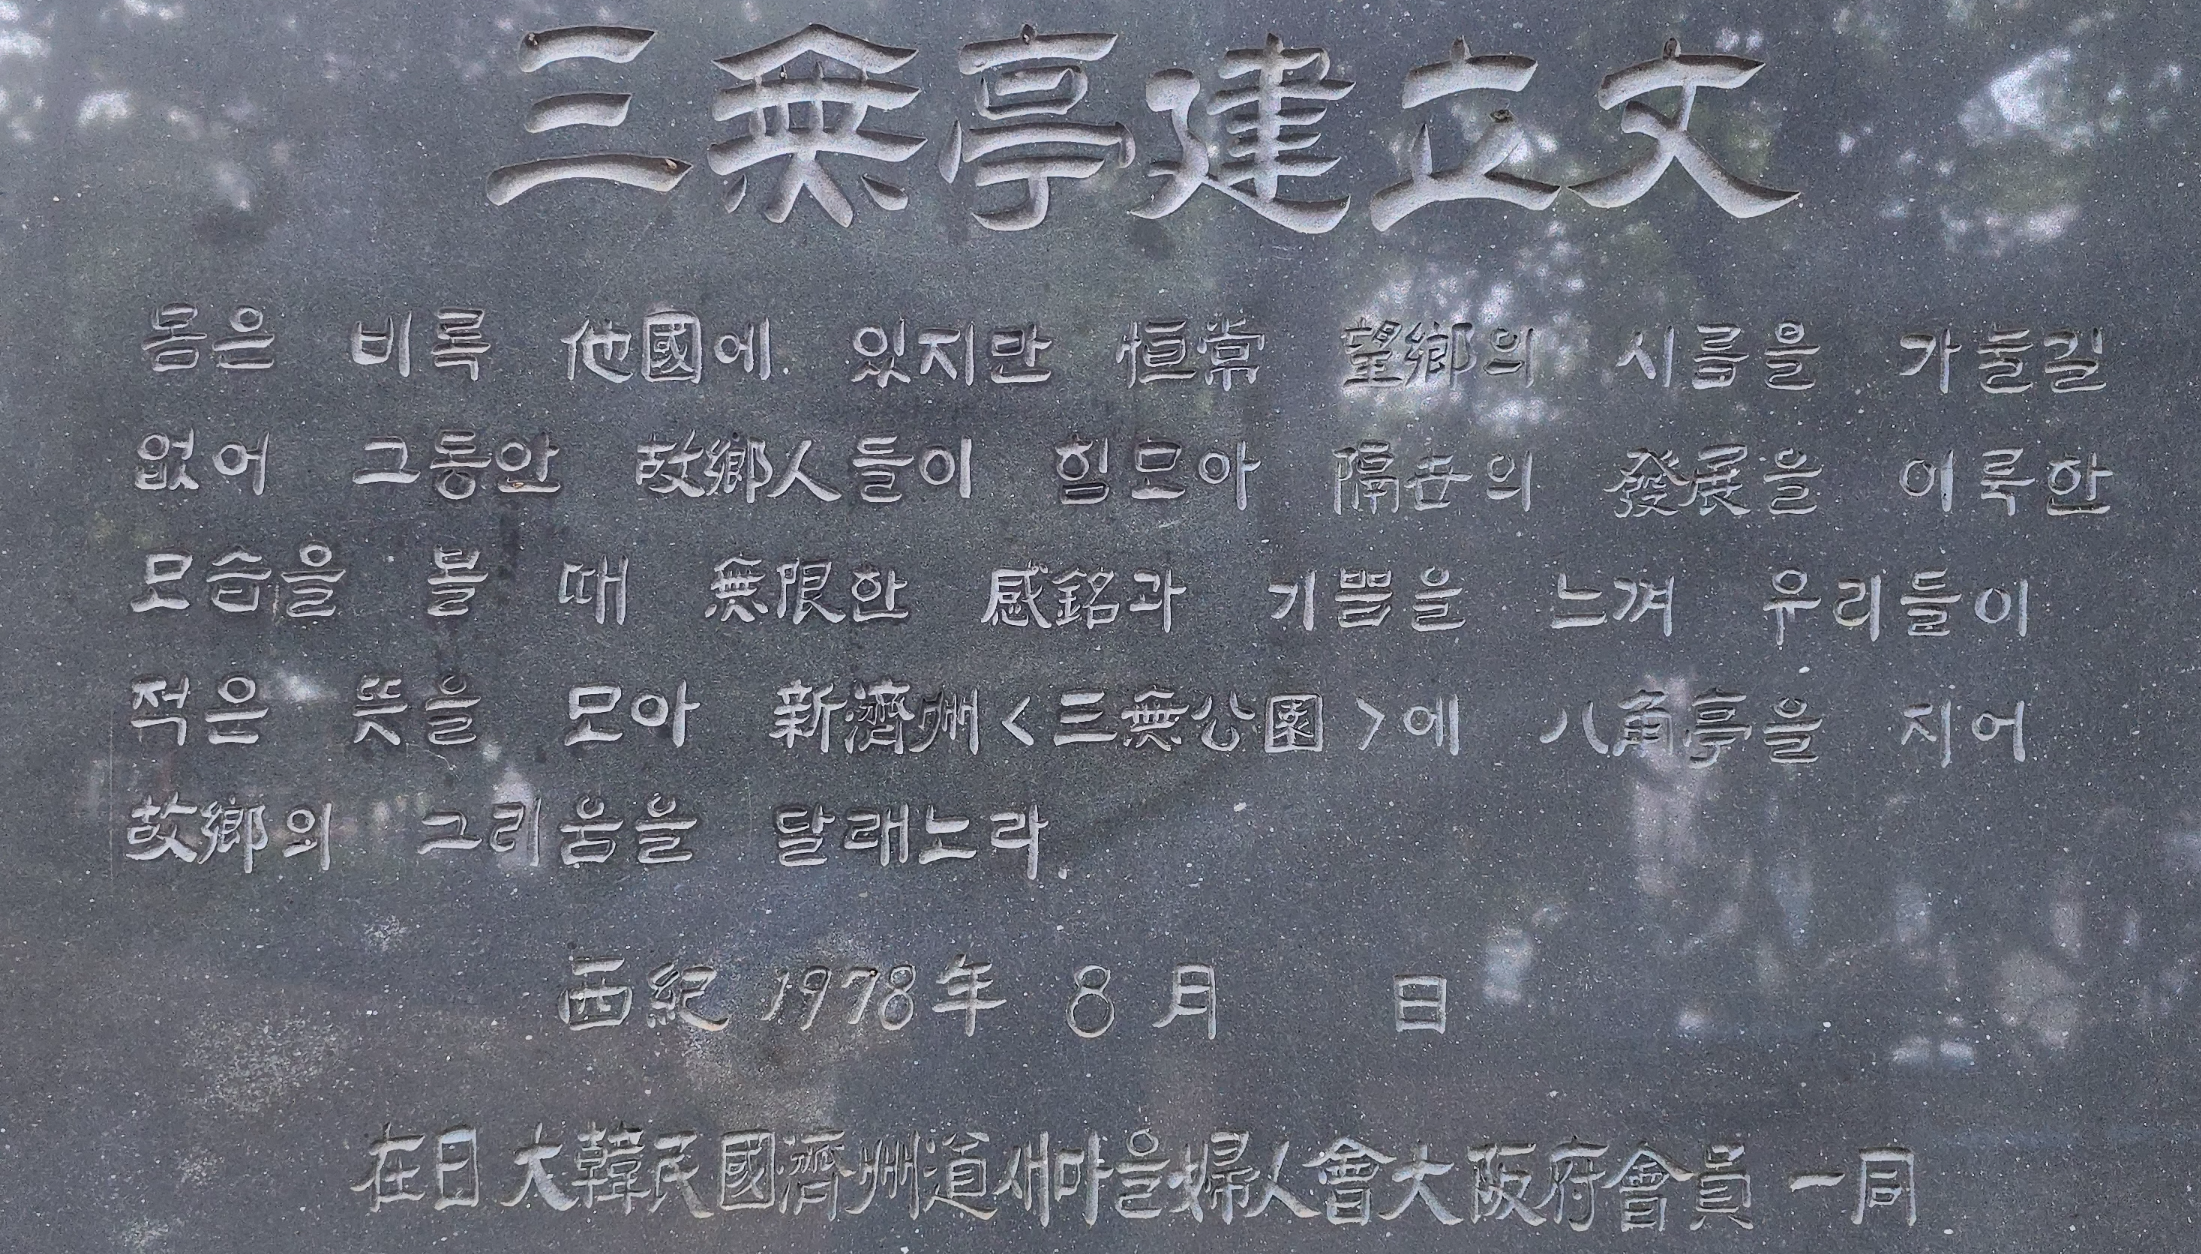 三無亭建立文
몸은 비록 他國에 있지만 恒常 望鄕의 시름을 가눌길
없어 그동안 故鄕人들이 힘모아 隔世의 發展을 이룩한
모습을 볼 때 無限한 感銘과 기쁨을 느껴 우리들이
적은 뜻을 모아 新濟州<三無公園>에 八角亭을 지어
故鄕의 그리움을 달래노라.
西紀 1978年 8月 日
在日大韓民國濟州道새마을婦人會大阪府會員一同